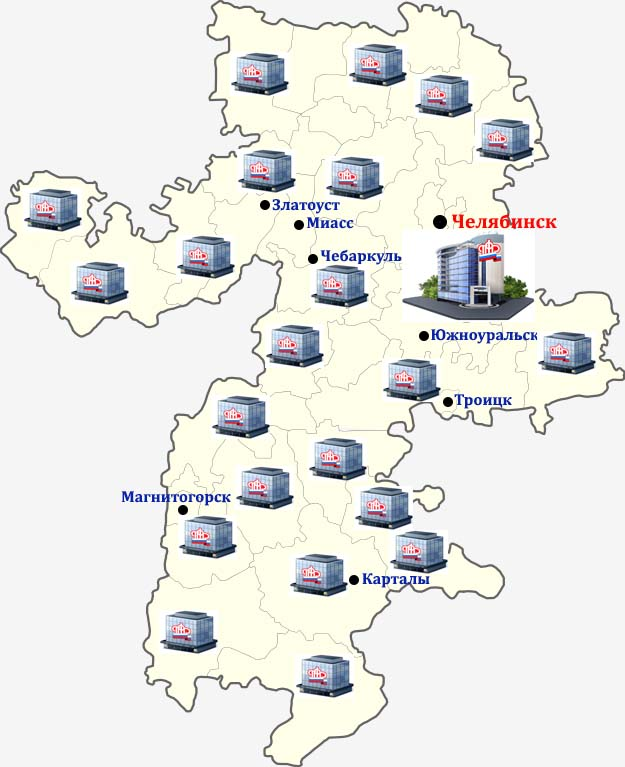 Златоуст
Миасс
Челябинск
Чебаркуль
Южноуральск
Троицк
Магнитогорск
Карталы